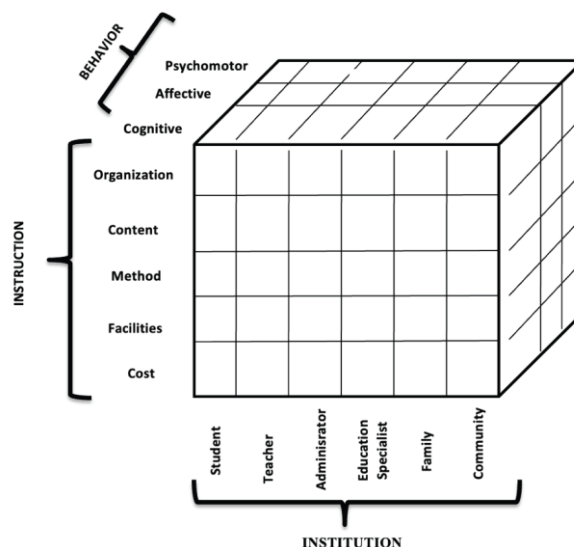 BEHAVIOR
Psychomotor
Affective
Cognitive
INSTRUCTION
Organization
Content
Method
Facilities
Cost
Student
Teacher
Adminisrator
Education
Specialist
Family
Community
INSTITUTION